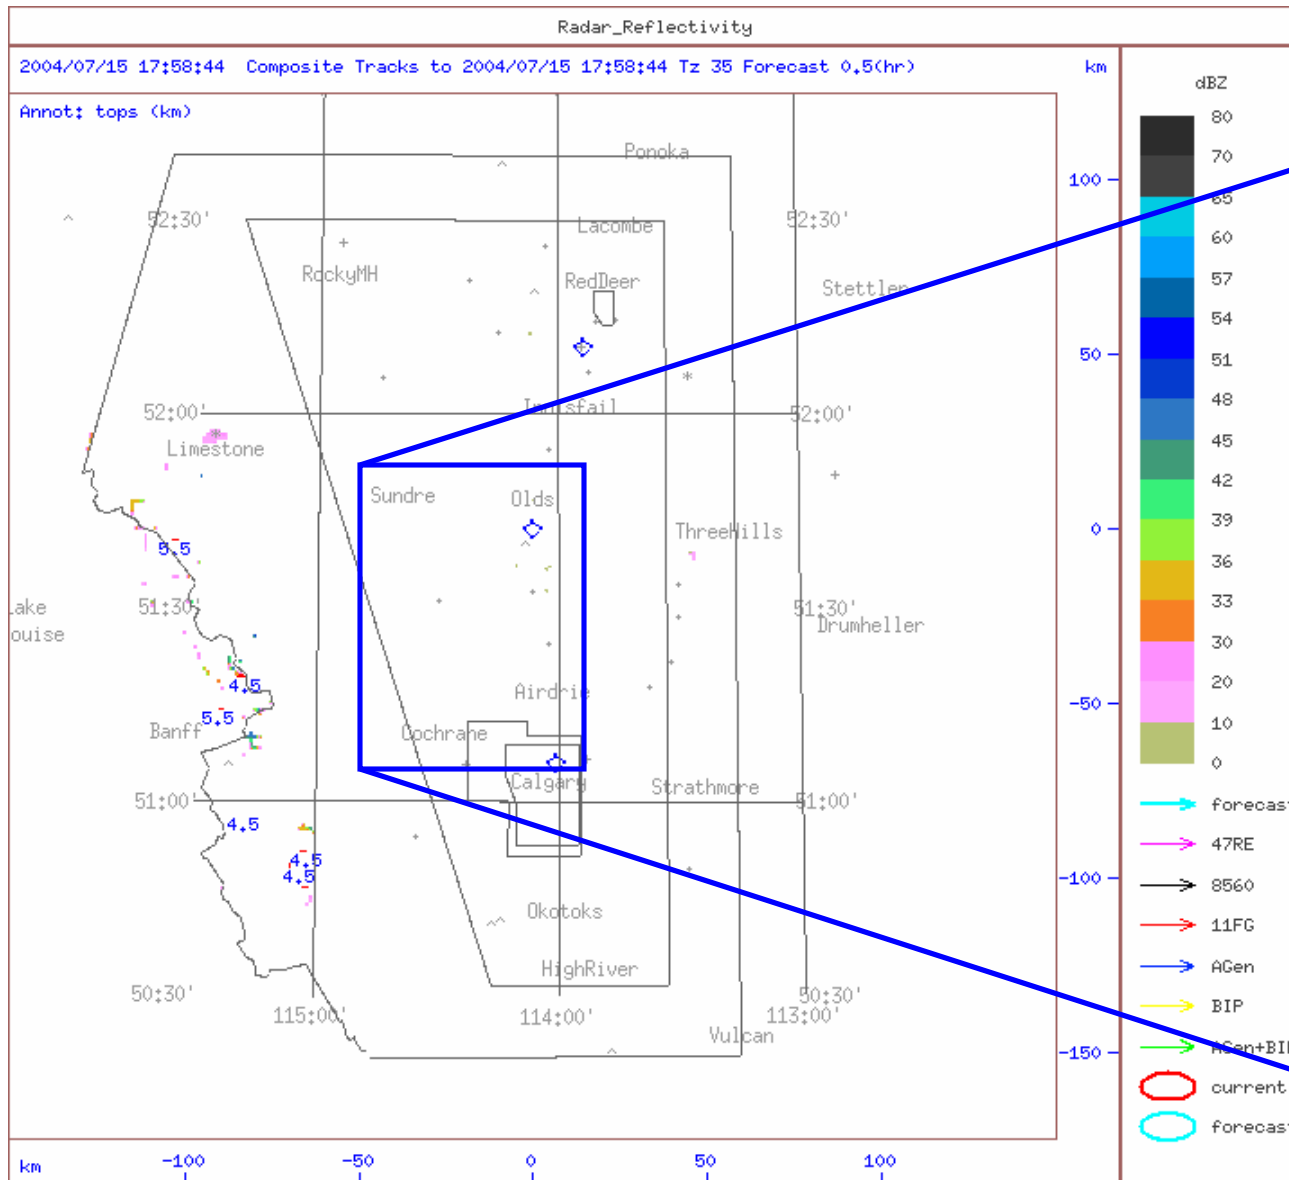 Radar_Reflectivity
2004/07/15 17:58:44 Composite Tracks to 2004/07/15 17:58:44 Tz 35 Forecast 0.5(hr)
km
dBZ
Annot: tops (km)
80
70
65
60
57
54
51
48
45
42
39
36
33
30
20
10
0
Ponoka
100
52:30'
52:30'
Lacombe
RockyMH
RedDeer
Stettler
50
Innisfail
52:00'
52:00'
Limestone
Sundre
Olds
ThreeHills
0
5.5
51:30'
51:30'
Lake
Louise
Drumheller
4.5
Airdrie
5.5
-50
Banff
Cochrane
Calgary
Strathmore
51:00'
51:00'
4.5
4.5
4.5
-100
Okotoks
HighRiver
50:30'
50:30'
115:00'
114:00'
113:00'
Vulcan
-150
forecast
47RE
8560
11FG
AGen
BIP
AGen+BIP
current
forecast
km
-100
-50
0
50
100